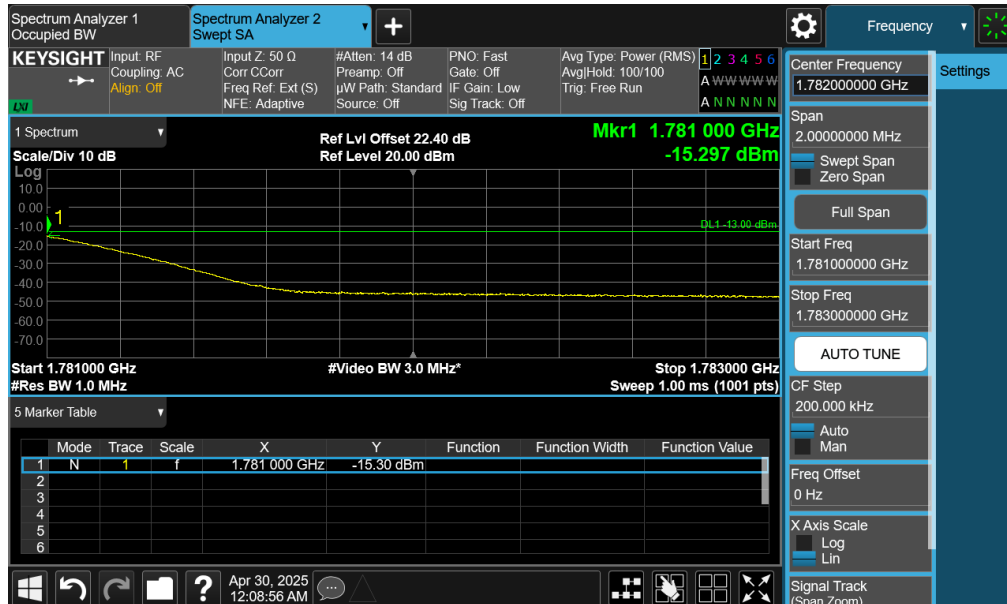 Spectrum Analyzer 1
Occupied BW
Spectrum Analyzer 2
Swept SA
▼
+
Frequency ▼
KEYSIGHT
LXI
Input: RF
Coupling: AC
Align: Off
Input Z: 50 Ω
Corr CCorr
Freq Ref: Ext (S)
NFE: Adaptive
#Atten: 14 dB
Preamp: Off
µW Path: Standard
Source: Off
PNO: Fast
Gate: Off
IF Gain: Low
Sig Track: Off
Avg Type: Power (RMS)
Avg|Hold: 100/100
Trig: Free Run
1 2 3 4 5 6
A W W W W W
A N N N N N
1 Spectrum ▼
Scale/Div 10 dB
Ref Lvl Offset 22.40 dB
Ref Level 20.00 dBm
Mkr1 1.781 000 GHz
-15.297 dBm
Log
10.0
0.00
-10.0
-20.0
-30.0
-40.0
-50.0
-60.0
-70.0
1
DL1 -13.00 dBm
Start 1.781000 GHz
#Res BW 1.0 MHz
#Video BW 3.0 MHz*
Stop 1.783000 GHz
Sweep 1.00 ms (1001 pts)
5 Marker Table ▼
Mode Trace Scale X Y Function Function Width Function Value
1 N 1 f 1.781 000 GHz -15.30 dBm
2
3
4
5
6
Center Frequency
1.782000000 GHz
Span
2.00000000 MHz
Swept Span
Zero Span
Full Span
Start Freq
1.781000000 GHz
Stop Freq
1.783000000 GHz
AUTO TUNE
CF Step
200.000 kHz
Auto
Man
Freq Offset
0 Hz
X Axis Scale
Log
Lin
Signal Track
(Span Zoom)
Settings
?
Apr 30, 2025
12:08:56 AM